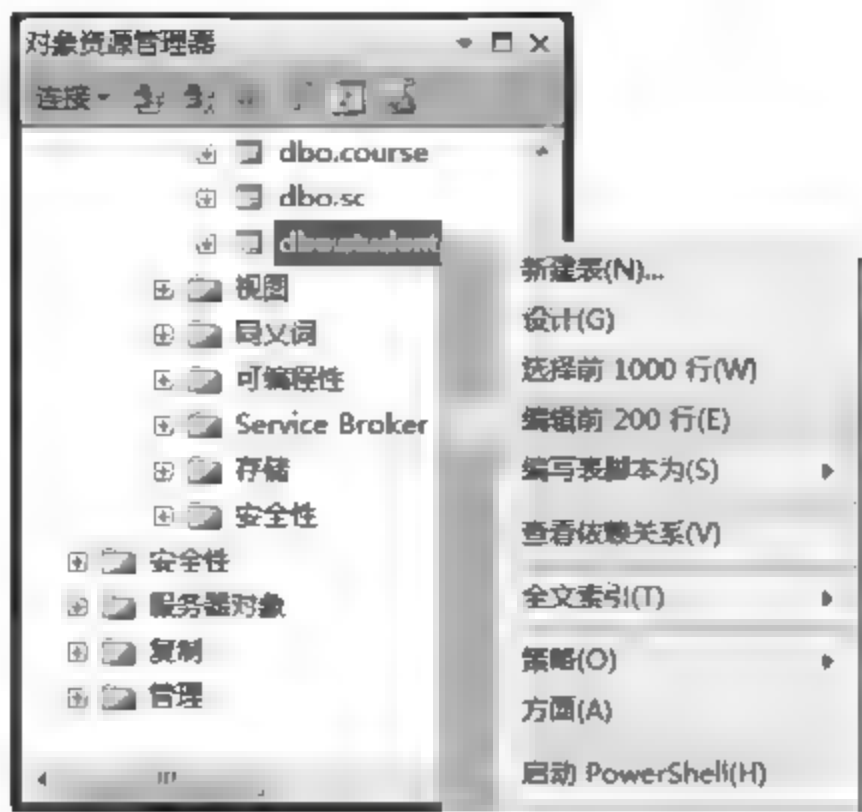 对象资源管理器
连接
dbo.course
dbo.sc
dbo.student
视图
同义词
可编程性
Service Broker
存储
安全性
安全性
服务器对象
复制
管理
新建表(N)...
设计(G)
选择前 1000 行(W)
编辑前 200 行(E)
编写表脚本为(S)
查看依赖关系(V)
全文索引(T)
策略(O)
方面(A)
启动 PowerShell(H)